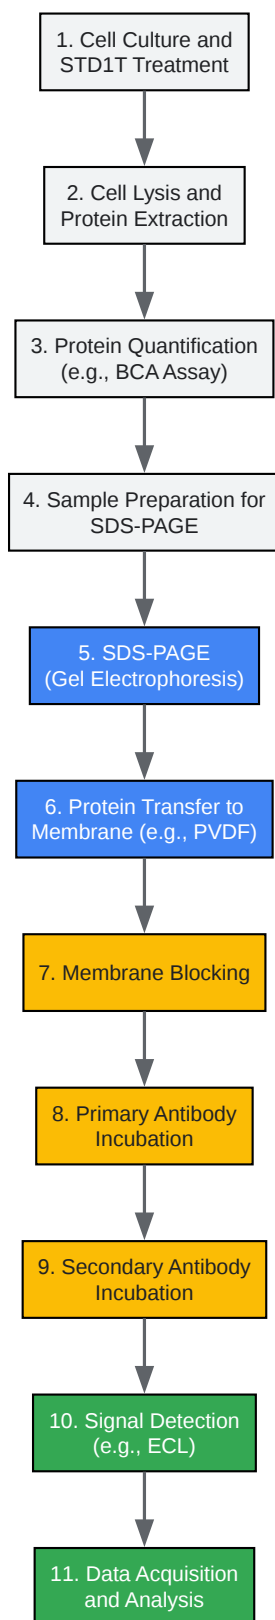 1. Cell Culture and
STD1T Treatment
2. Cell Lysis and
Protein Extraction
3. Protein Quantification
(e.g., BCA Assay)
4. Sample Preparation for
SDS-PAGE
5. SDS-PAGE
(Gel Electrophoresis)
6. Protein Transfer to
Membrane (e.g., PVDF)
7. Membrane Blocking
8. Primary Antibody
Incubation
9. Secondary Antibody
Incubation
10. Signal Detection
(e.g., ECL)
11. Data Acquisition
and Analysis